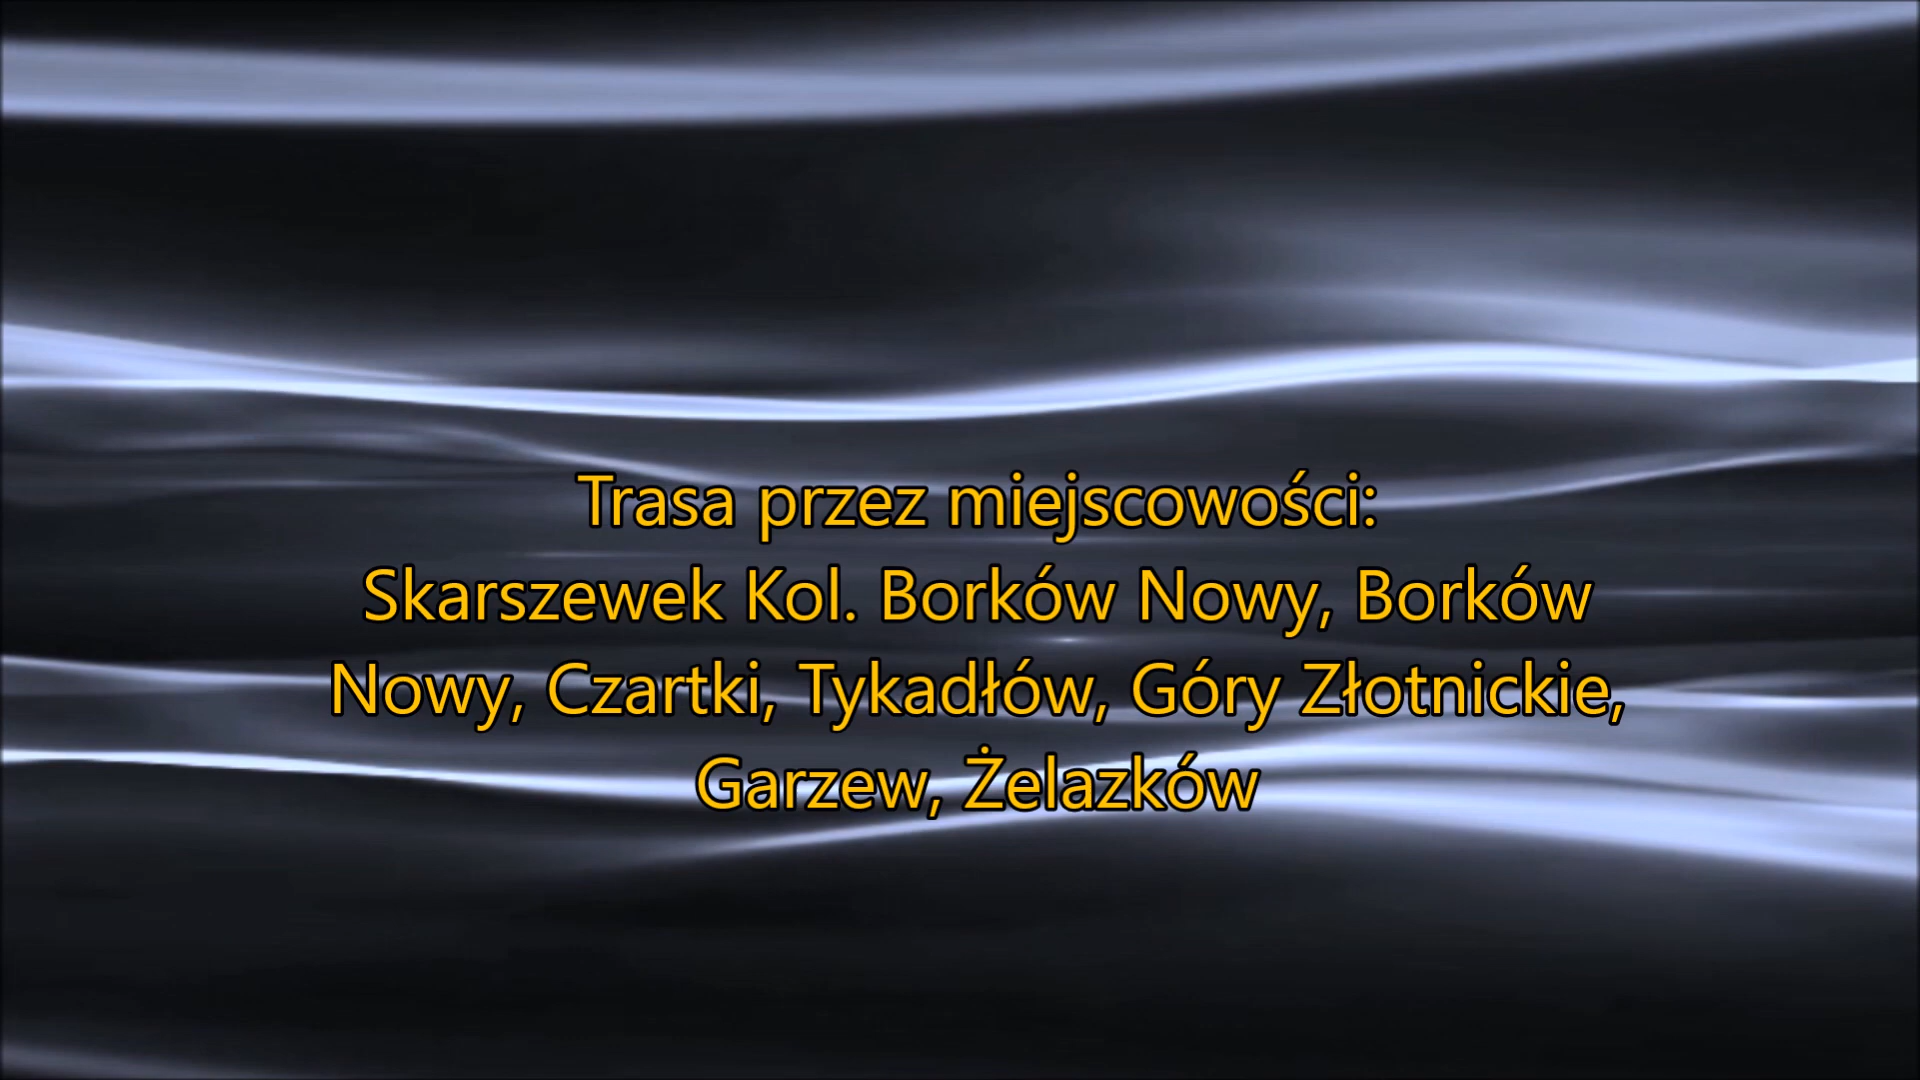 Trasa przez miejscowości:
Skarszewek Kol. Borków Nowy, Borków
Nowy, Czartki, Tykadłów, Góry Złotnickie,
Garzew, Żelazków